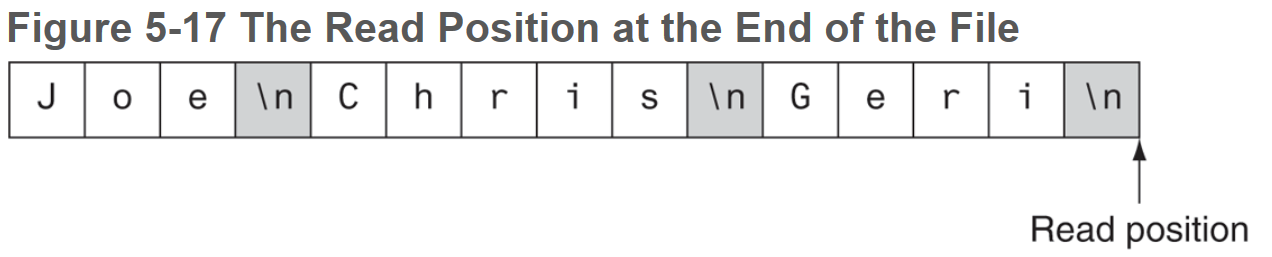 Figure 5-17 The Read Position at the End of the File
J o e \n C h r i s \n G e r i \n
Read position